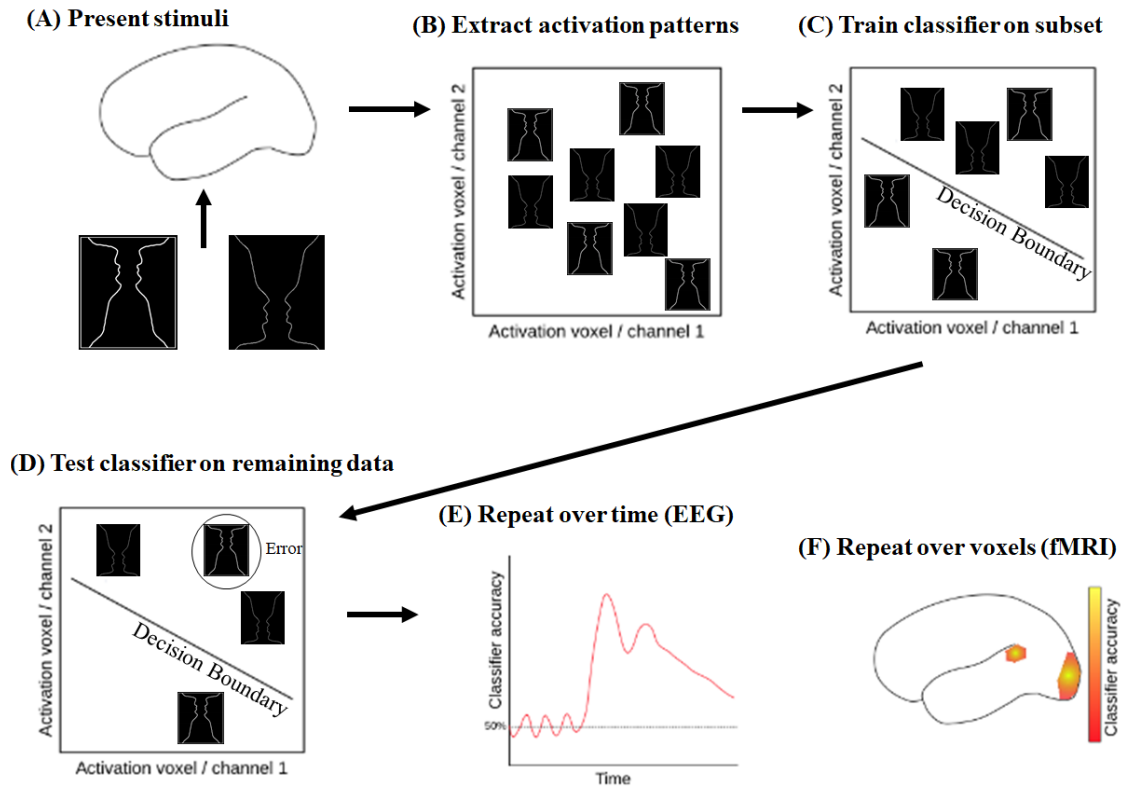 (A) Present stimuli
(B) Extract activation patterns
Activation voxel / channel 2
Activation voxel / channel 1
(C) Train classifier on subset
Activation voxel / channel 2
Decision Boundary
Activation voxel / channel 1
(D) Test classifier on remaining data
Activation voxel / channel 2
Error
Decision Boundary
Activation voxel / channel 1
(E) Repeat over time (EEG)
Classifier accuracy
50%
Time
(F) Repeat over voxels (fMRI)
Classifier accuracy